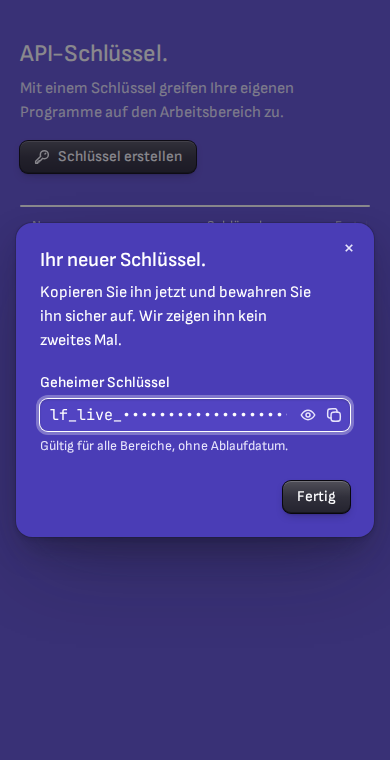 API-Schlüssel.
Mit einem Schlüssel greifen Ihre eigenen
Programme auf den Arbeitsbereich zu.
Schlüssel erstellen
Ihr neuer Schlüssel.
Kopieren Sie ihn jetzt und bewahren Sie
ihn sicher auf. Wir zeigen ihn kein
zweites Mal.
Geheimer Schlüssel
lf_live_••••••••••••••••••
Gültig für alle Bereiche, ohne Ablaufdatum.
Fertig